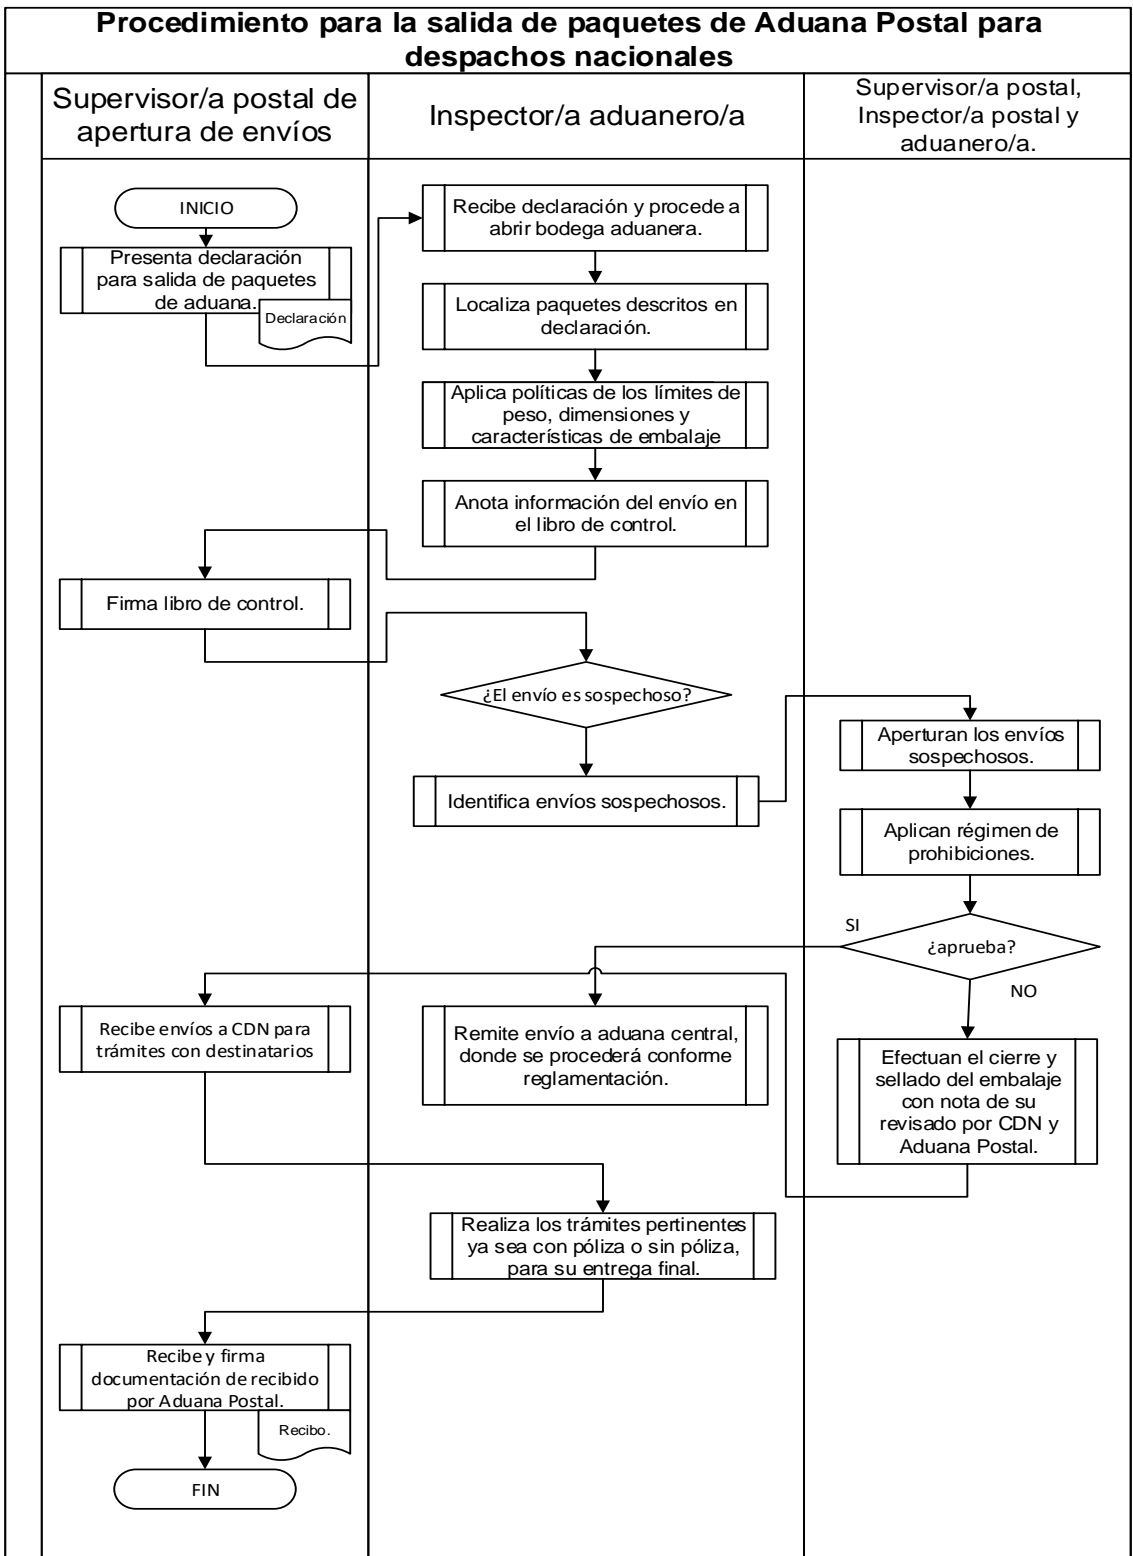 Procedimiento para la salida de paquetes de Aduana Postal para
despachos nacionales
Supervisor/a postal de
apertura de envíos
Inspector/a aduanero/a
Supervisor/a postal,
Inspector/a postal y
aduanero/a.
INICIO
Presenta declaración
para salida de paquetes
de aduana.
Declaración
Recibe declaración y procede a
abrir bodega aduanera.
Localiza paquetes descritos en
declaración.
Aplica políticas de los límites de
peso, dimensiones y
características de embalaje
Anota información del envío en
el libro de control.
Firma libro de control.
¿El envío es sospechoso?
Identifica envíos sospechosos.
Aperturan los envíos
sospechosos.
Aplican régimen de
prohibiciones.
¿aprueba?
SI
NO
Recibe envíos a CDN para
trámites con destinatarios
Remite envío a aduana central,
donde se procederá conforme
reglamentación.
Efectuan el cierre y
sellado del embalaje
con nota de su
revisado por CDN y
Aduana Postal.
Realiza los trámites pertinentes
ya sea con póliza o sin póliza,
para su entrega final.
Recibe y firma
documentación de recibido
por Aduana Postal.
Recibo.
FIN